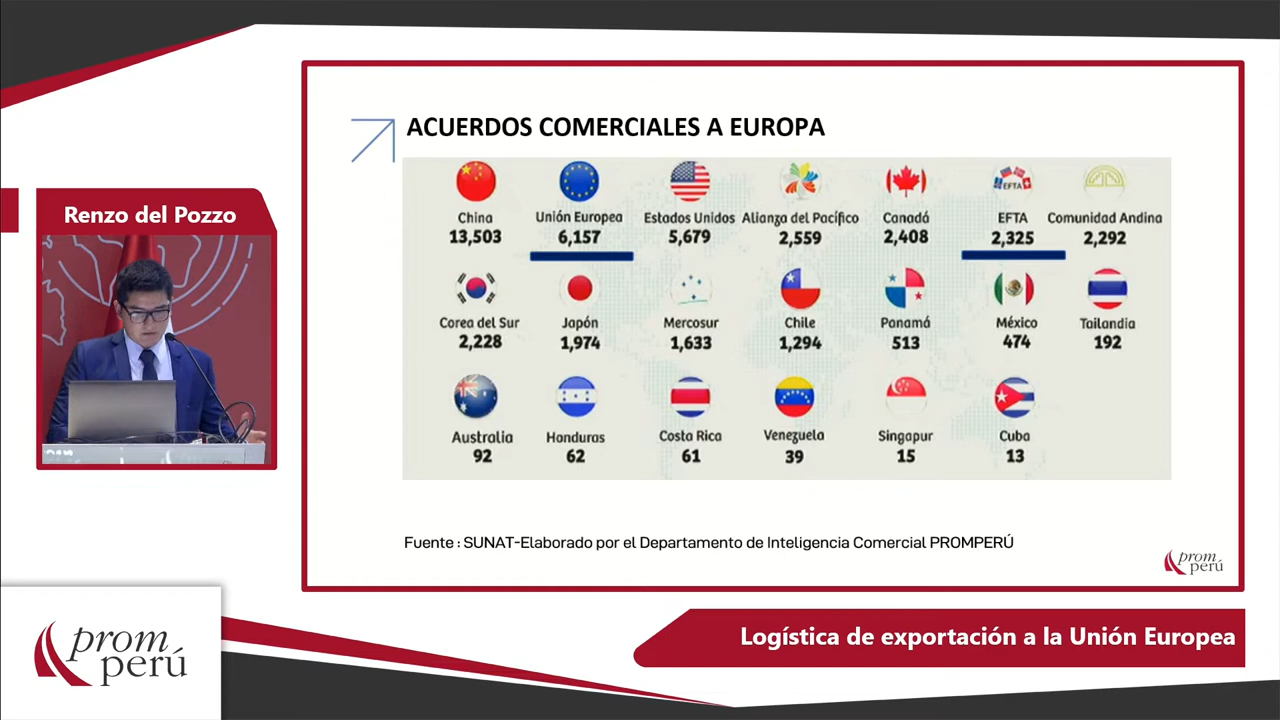 Renzo del Pozzo
ACUERDOS COMERCIALES A EUROPA
China
13,503
Unión Europea
6,157
Estados Unidos
5,679
Alianza del Pacífico
2,559
Canadá
2,408
EFTA
EFTA
2,325
Comunidad Andina
2,292
Corea del Sur
2,228
Japón
1,974
Mercosur
1,633
Chile
1,294
Panamá
513
México
474
Tailandia
192
Australia
92
Honduras
62
Costa Rica
61
Venezuela
39
Singapur
15
Cuba
13
Fuente : SUNAT-Elaborado por el Departamento de Inteligencia Comercial PROMPERÚ
prom
perú
Logística de exportación a la Unión Europea
prom
perú